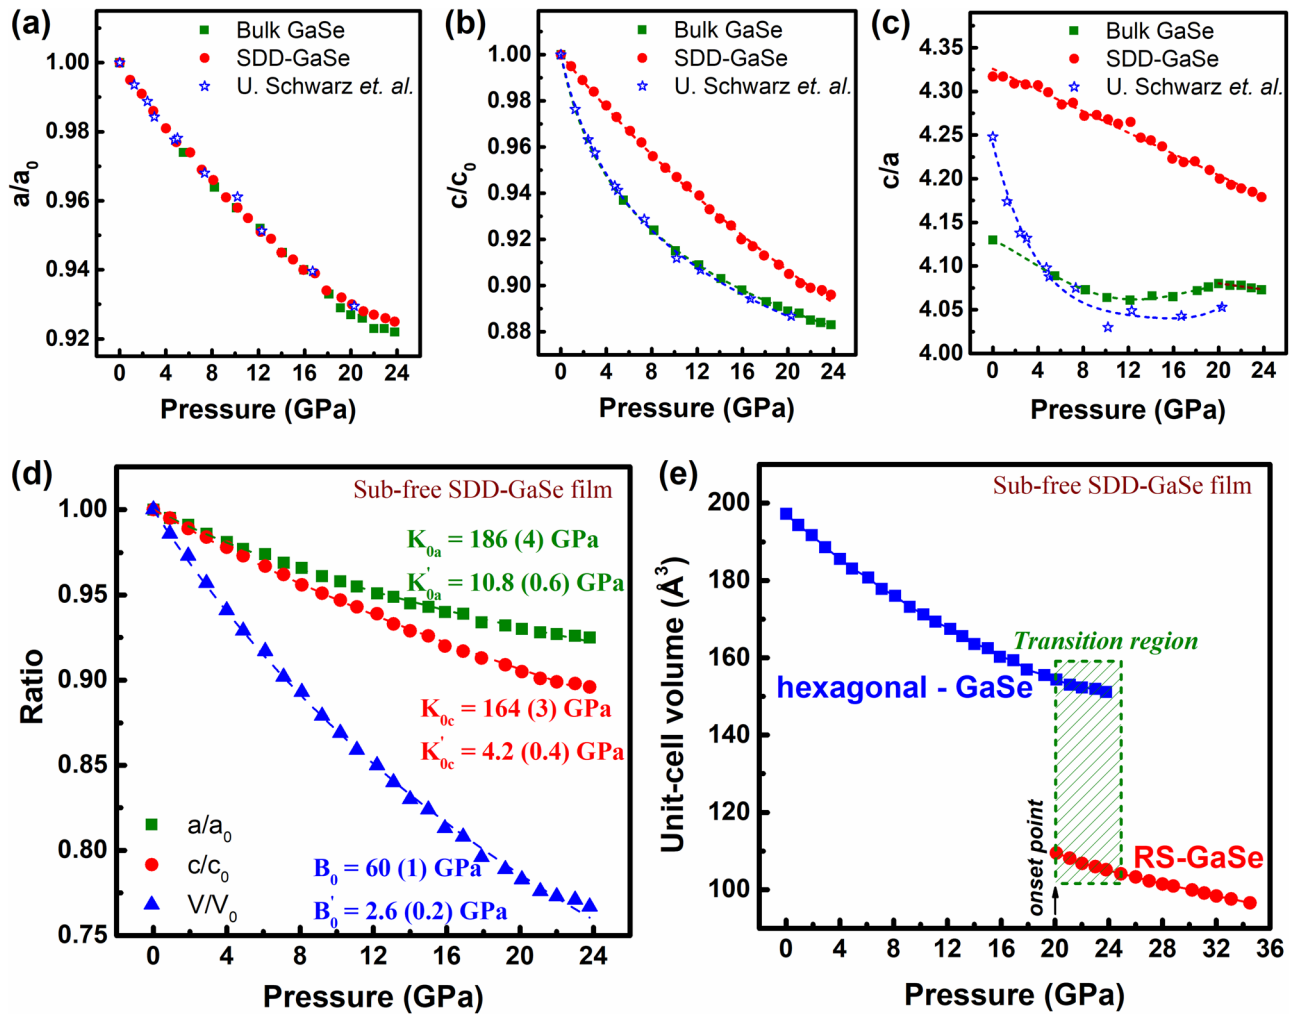 (a)
Bulk GaSe
SDD-GaSe
U. Schwarz et. al.
1.00
0.98
0.96
0.94
0.92
a/a0
0 4 8 12 16 20 24
Pressure (GPa)
(b)
Bulk GaSe
SDD-GaSe
U. Schwarz et. al.
1.00
0.98
0.96
0.94
0.92
0.90
0.88
c/c0
0 4 8 12 16 20 24
Pressure (GPa)
(c)
Bulk GaSe
SDD-GaSe
U. Schwarz et. al.
4.35
4.30
4.25
4.20
4.15
4.10
4.05
4.00
c/a
0 4 8 12 16 20 24
Pressure (GPa)
(d)
Sub-free SDD-GaSe film
1.00
0.95
0.90
0.85
0.80
0.75
Ratio
K0a = 186 (4) GPa
K'0a = 10.8 (0.6) GPa
K0c = 164 (3) GPa
K'0c = 4.2 (0.4) GPa
a/a0
c/c0
V/V0
B0 = 60 (1) GPa
B'0 = 2.6 (0.2) GPa
0 4 8 12 16 20 24
Pressure (GPa)
(e)
Sub-free SDD-GaSe film
200
180
160
140
120
100
Unit-cell volume (Å3)
Transition region
hexagonal - GaSe
onset point
RS-GaSe
0 4 8 12 16 20 24 28 32 36
Pressure (GPa)